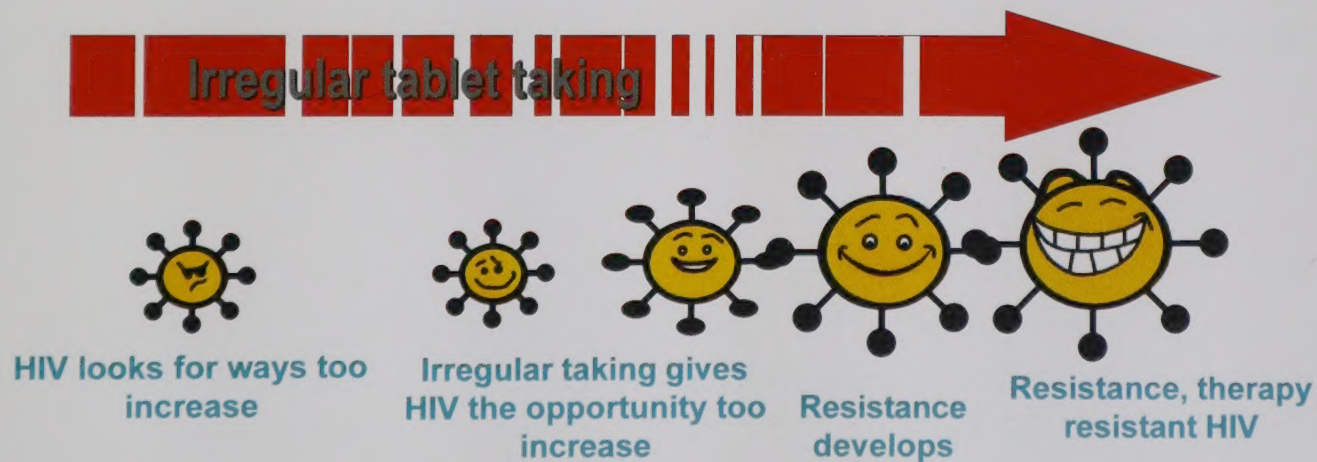 Irregular tablet taking
HIV looks for ways too
increase
Irregular taking gives
HIV the opportunity too
increase
Resistance
develops
Resistance, therapy
resistant HIV